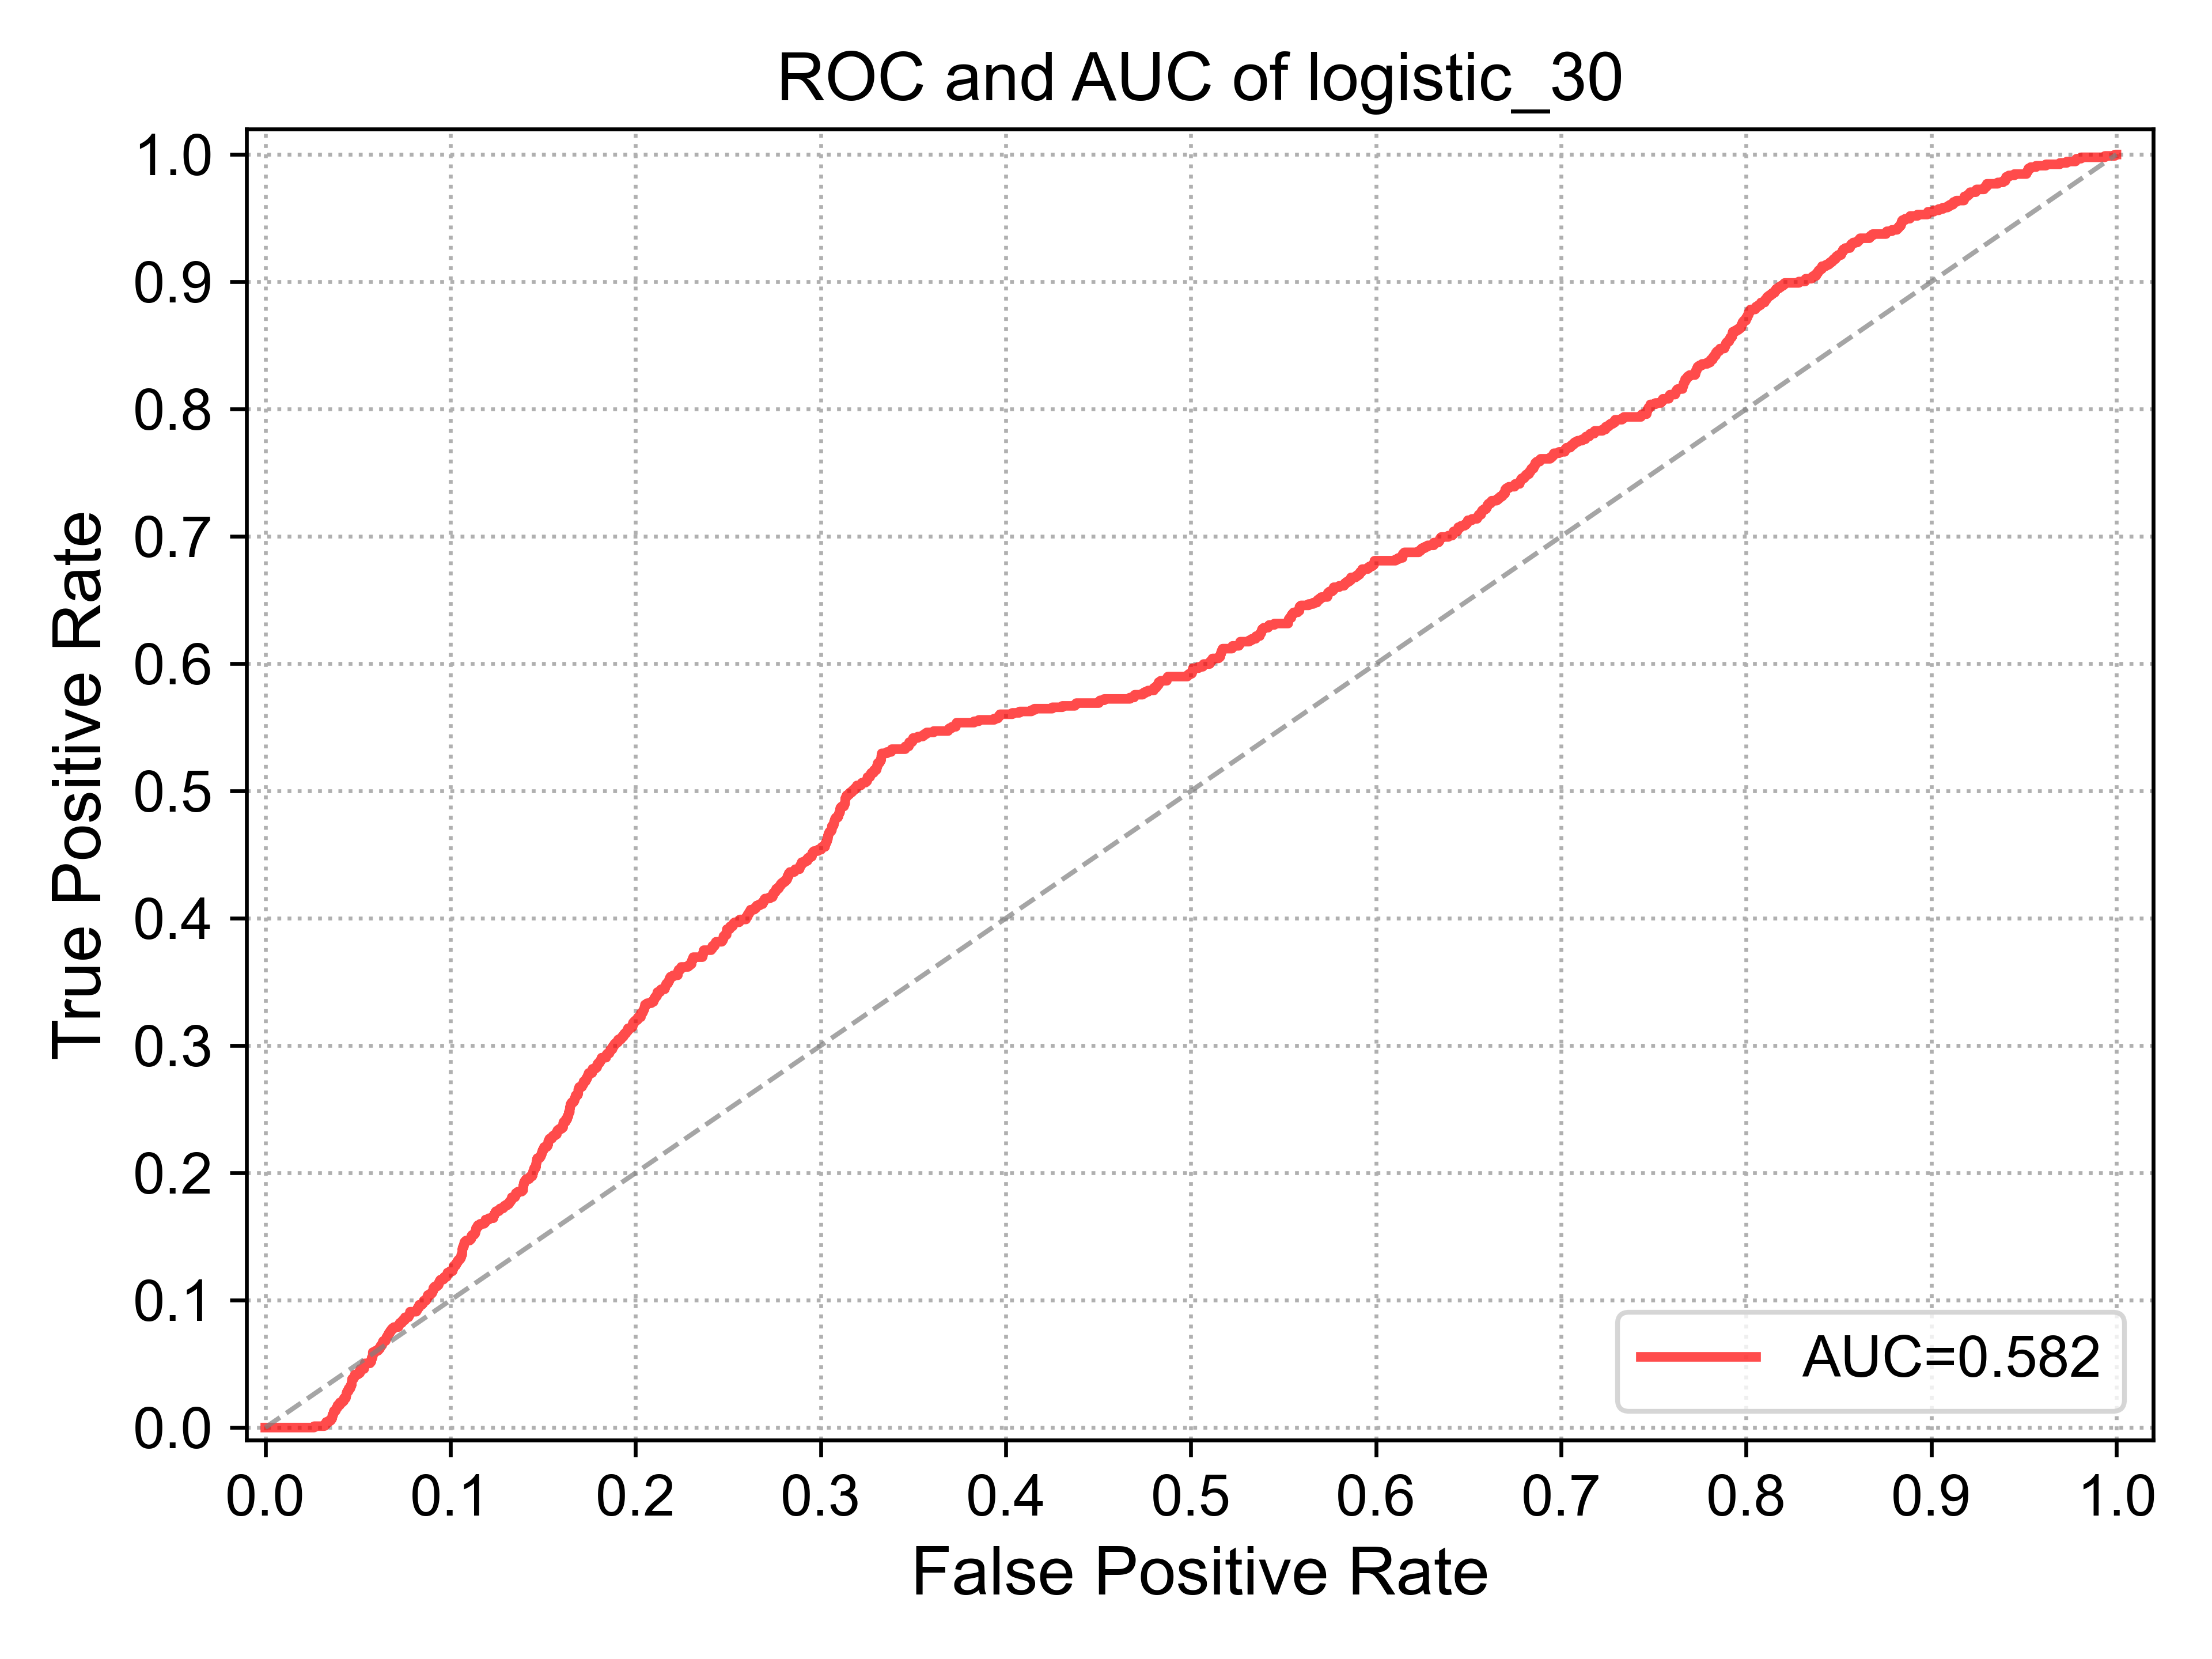 ROC and AUC of logistic_30
1.0
0.9
0.8
0.7
0.6
0.5
0.4
0.3
0.2
0.1
0.0
True Positive Rate
AUC=0.582
0.0 0.1 0.2 0.3 0.4 0.5 0.6 0.7 0.8 0.9 1.0
False Positive Rate